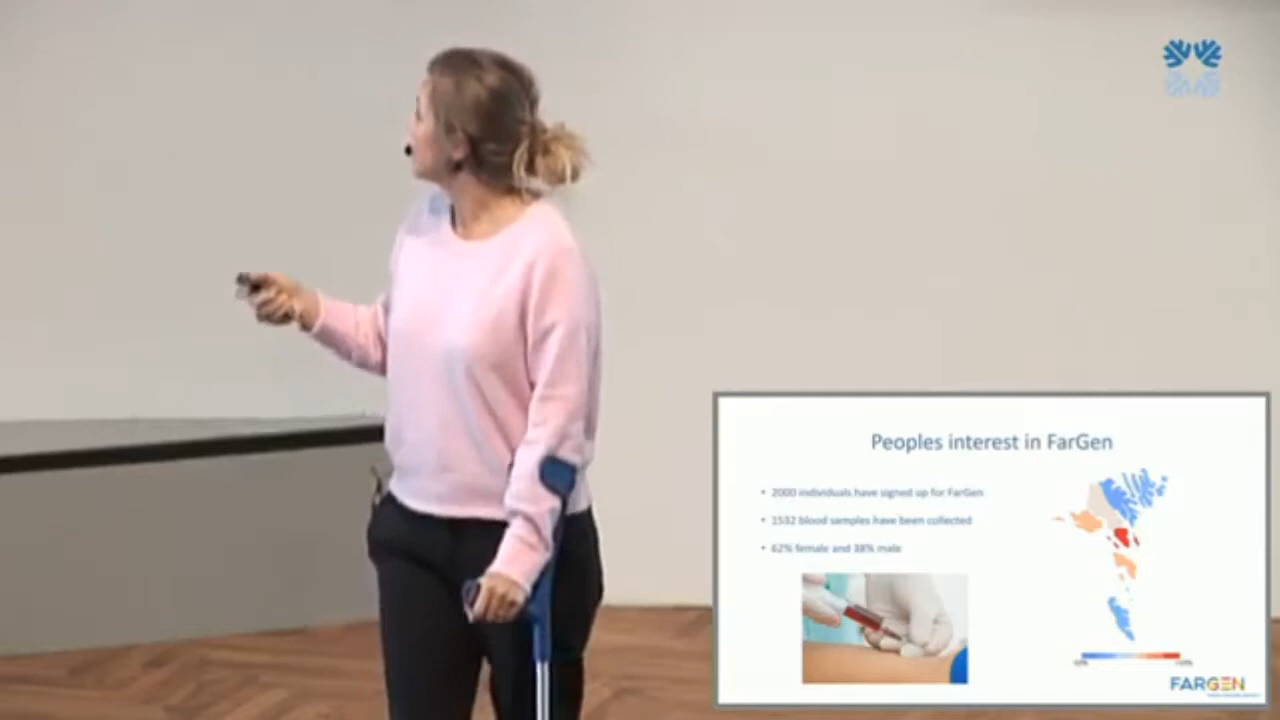 Peoples interest in FarGen
• 2000 individuals have signed up for FarGen
• 1532 blood samples have been collected
• 62% female and 38% male
FARGEN